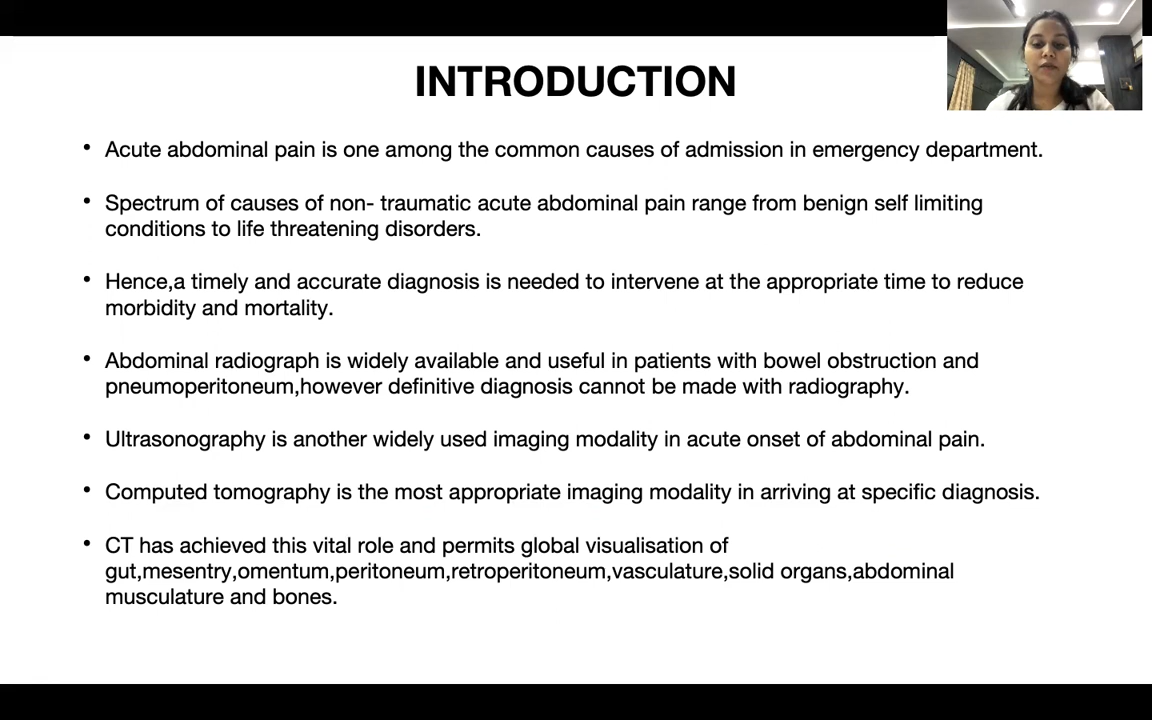 INTRODUCTION
• Acute abdominal pain is one among the common causes of admission in emergency department.
• Spectrum of causes of non- traumatic acute abdominal pain range from benign self limiting
conditions to life threatening disorders.
• Hence,a timely and accurate diagnosis is needed to intervene at the appropriate time to reduce
morbidity and mortality.
• Abdominal radiograph is widely available and useful in patients with bowel obstruction and
pneumoperitoneum,however definitive diagnosis cannot be made with radiography.
• Ultrasonography is another widely used imaging modality in acute onset of abdominal pain.
• Computed tomography is the most appropriate imaging modality in arriving at specific diagnosis.
• CT has achieved this vital role and permits global visualisation of
gut,mesentry,omentum,peritoneum,retroperitoneum,vasculature,solid organs,abdominal
musculature and bones.